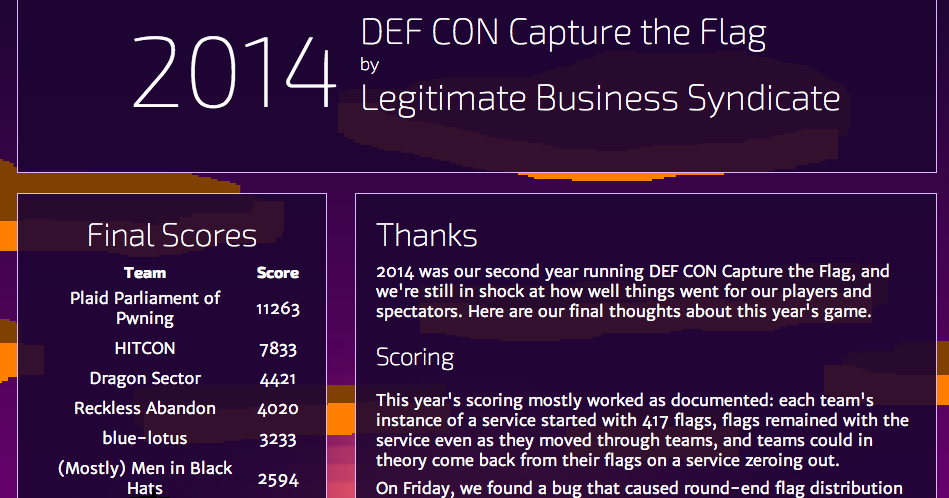 2014
DEF CON Capture the Flag
by
Legitimate Business Syndicate
Final Scores
Team Score
Plaid Parliament of
Pwning 11263
HITCON 7833
Dragon Sector 4421
Reckless Abandon 4020
blue-lotus 3233
(Mostly) Men in Black
Hats 2594
Thanks
2014 was our second year running DEF CON Capture the Flag, and
we're still in shock at how well things went for our players and
spectators. Here are our final thoughts about this year's game.
Scoring
This year's scoring mostly worked as documented: each team's
instance of a service started with 417 flags, flags remained with the
service even as they moved through teams, and teams could in
theory come back from their flags on a service zeroing out.
On Friday, we found a bug that caused round-end flag distribution